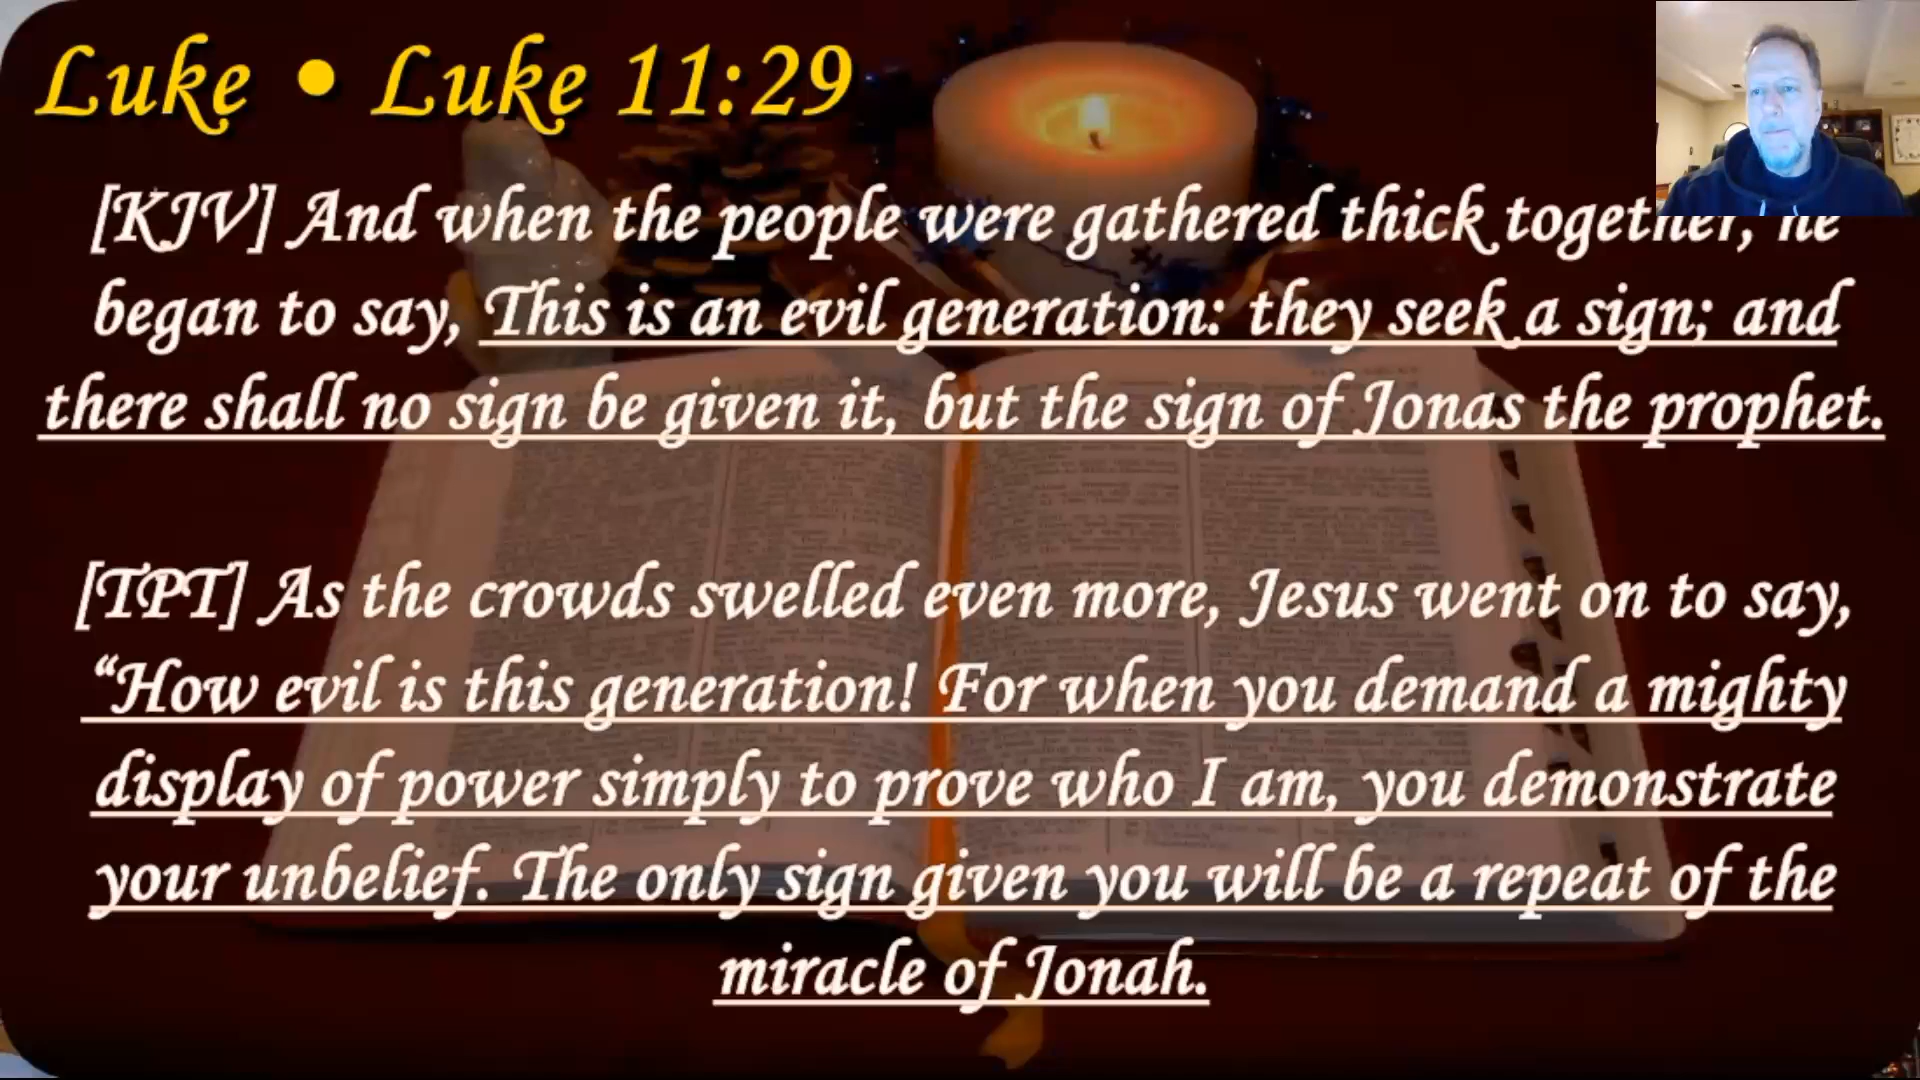 Luke • Luke 11:29
[KJV] And when the people were gathered thick together, he
began to say, This is an evil generation: they seek a sign; and
there shall no sign be given it, but the sign of Jonas the prophet.
[TPT] As the crowds swelled even more, Jesus went on to say,
“How evil is this generation! For when you demand a mighty
display of power simply to prove who I am, you demonstrate
your unbelief. The only sign given you will be a repeat of the
miracle of Jonah.